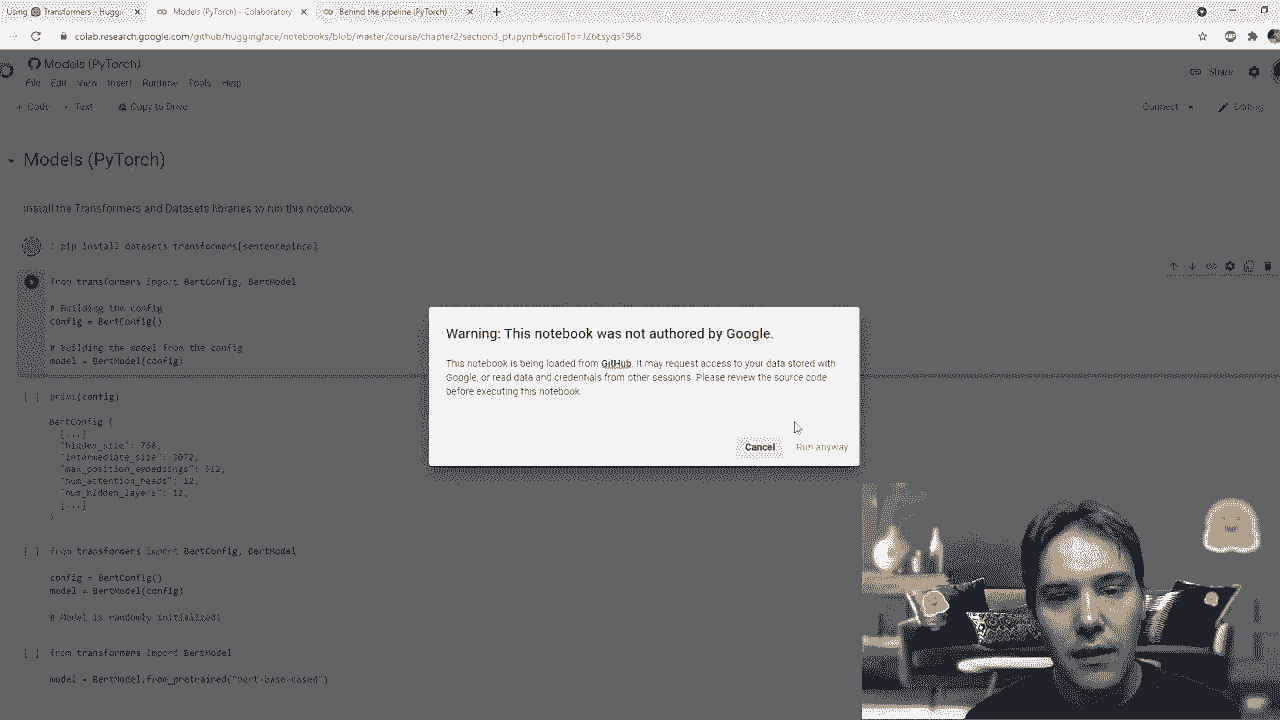 Using 🤗 Transformers - Huggi
Models (PyTorch) - Colaboratory
Behind the pipeline (PyTorch)
colab.research.google.com/github/huggingface/notebooks/blob/master/course/chapter2/section3_pt.ipynb#scrollTo=
Models (PyTorch)
File Edit View Insert Runtime Tools Help
Share
+ Code + Text Copy to Drive
Connect Editing
Models (PyTorch)
Install the Transformers and Datasets libraries to run this notebook.
! pip install datasets transformers[sentencepiece]
from transformers import BertConfig, BertModel
# Building the config
config = BertConfig()
# Building the model from the config
model = BertModel(config)
Warning: This notebook was not authored by Google.
This notebook is being loaded from GitHub. It may request access to your data stored with
Google, or read data and credentials from other sessions. Please review the source code
before executing this notebook.
Cancel Run anyway
[ ] print(config)
BertConfig {
[...]
"hidden_size": 768,
"intermediate_size": 3072,
"max_position_embeddings": 512,
"num_attention_heads": 12,
"num_hidden_layers": 12,
[...]
}
[ ] from transformers import BertConfig, BertModel
config = BertConfig()
model = BertModel(config)
# Model is randomly initialized!
[ ] from transformers import BertModel
model = BertModel.from_pretrained("bert-base-cased")